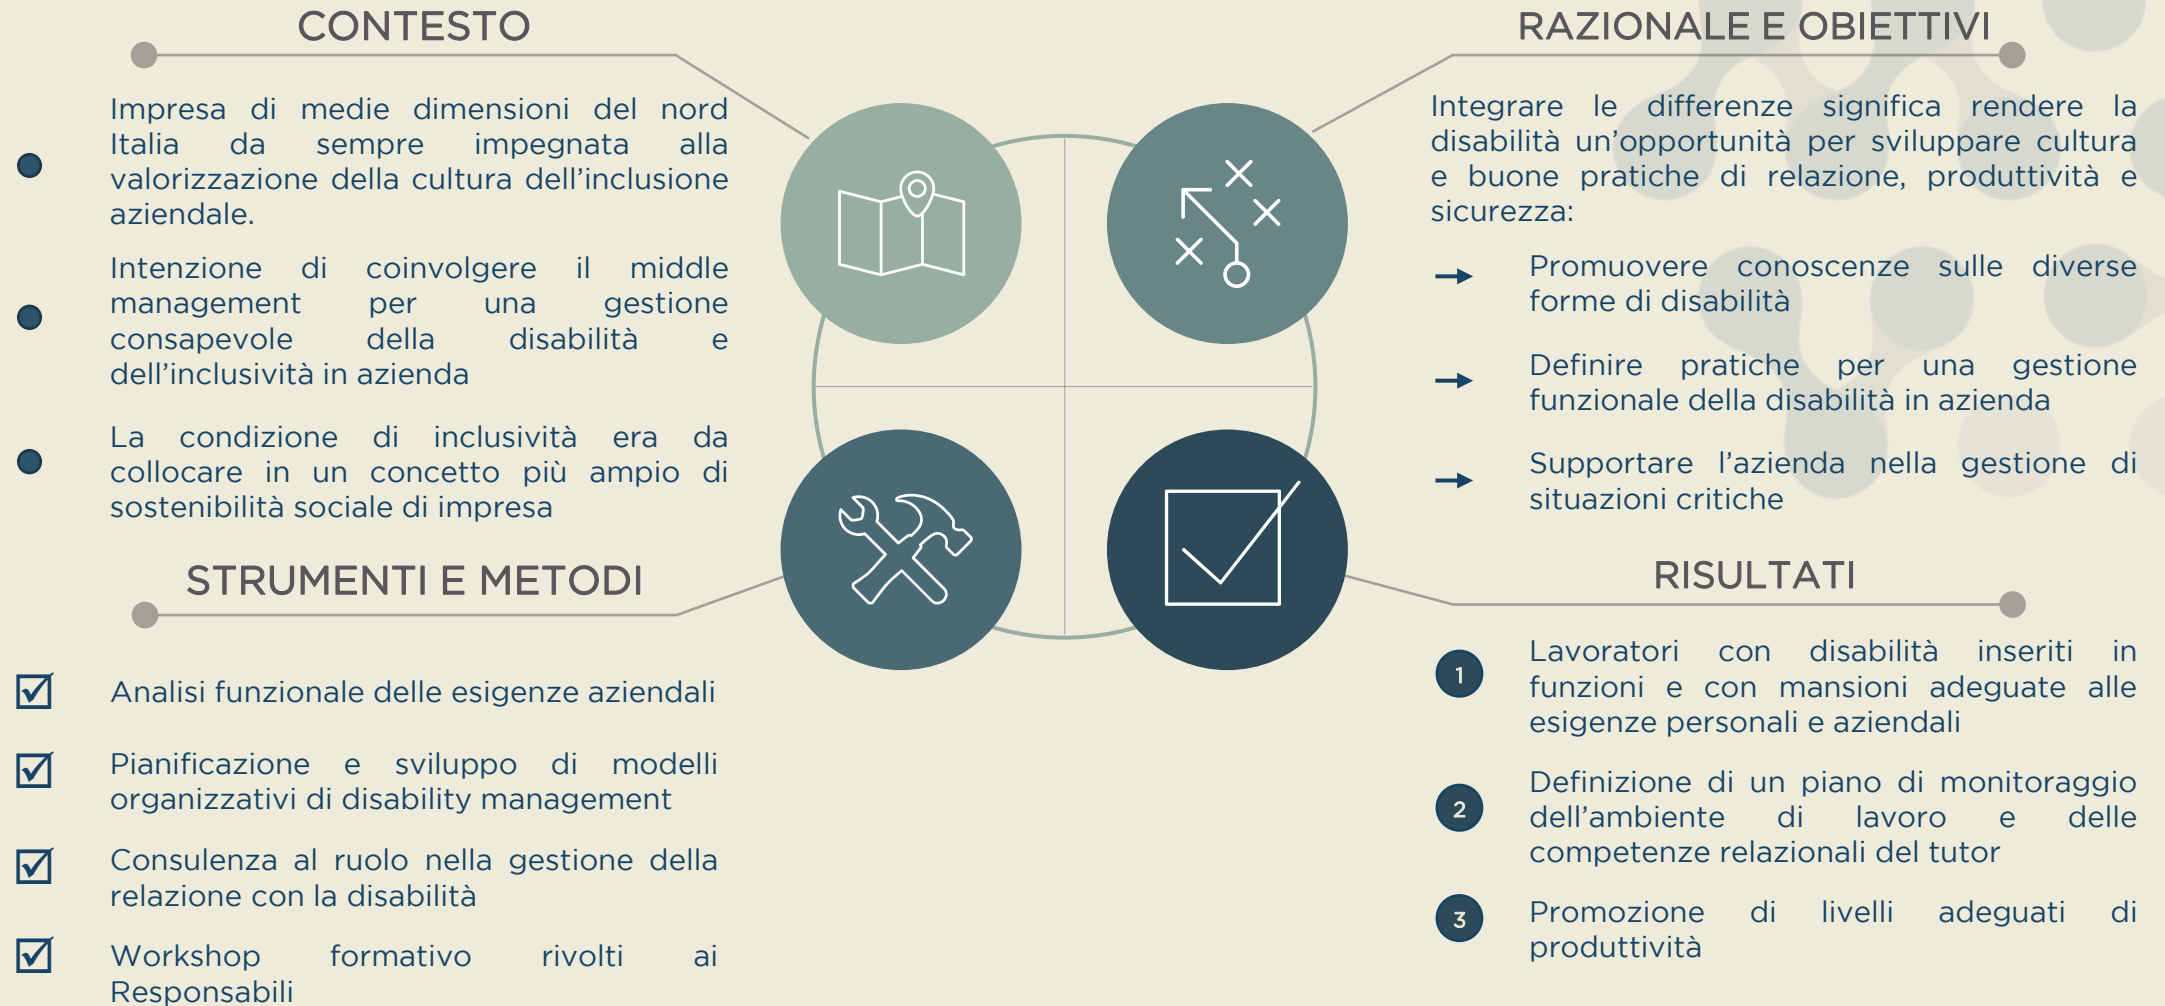 CONTESTO
Impresa di medie dimensioni del nord
Italia da sempre impegnata alla
valorizzazione della cultura dell’inclusione
aziendale.
Intenzione di coinvolgere il middle
management per una gestione
consapevole della disabilità e
dell’inclusività in azienda
La condizione di inclusività era da
collocare in un concetto più ampio di
sostenibilità sociale di impresa
RAZIONALE E OBIETTIVI
Integrare le differenze significa rendere la
disabilità un’opportunità per sviluppare cultura
e buone pratiche di relazione, produttività e
sicurezza:
Promuovere conoscenze sulle diverse
forme di disabilità
Definire pratiche per una gestione
funzionale della disabilità in azienda
Supportare l’azienda nella gestione di
situazioni critiche
STRUMENTI E METODI
Analisi funzionale delle esigenze aziendali
Pianificazione e sviluppo di modelli
organizzativi di disability management
Consulenza al ruolo nella gestione della
relazione con la disabilità
Workshop formativo rivolti ai
Responsabili
RISULTATI
1 Lavoratori con disabilità inseriti in
funzioni e con mansioni adeguate alle
esigenze personali e aziendali
2 Definizione di un piano di monitoraggio
dell’ambiente di lavoro e delle
competenze relazionali del tutor
3 Promozione di livelli adeguati di
produttività